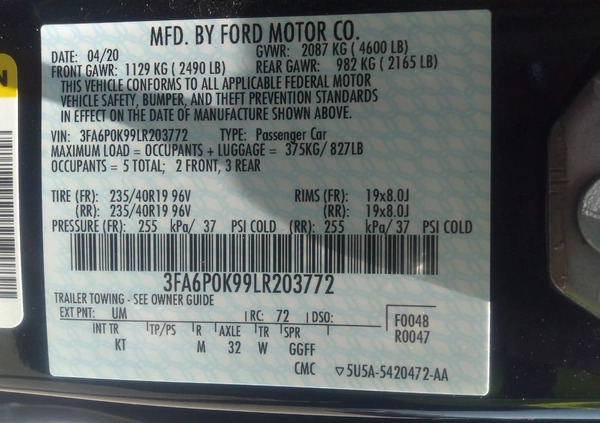 MFD. BY FORD MOTOR CO.
DATE: 04/20 GVWR: 2087 KG ( 4600 LB)
FRONT GAWR: 1129 KG ( 2490 LB) REAR GAWR: 982 KG ( 2165 LB)
THIS VEHICLE CONFORMS TO ALL APPLICABLE FEDERAL MOTOR
VEHICLE SAFETY, BUMPER, AND THEFT PREVENTION STANDARDS
IN EFFECT ON THE DATE OF MANUFACTURE SHOWN ABOVE.
VIN: 3FA6P0K99LR203772 TYPE: Passenger Car
MAXIMUM LOAD = OCCUPANTS + LUGGAGE = 375KG/ 827LB
OCCUPANTS = 5 TOTAL; 2 FRONT, 3 REAR
TIRE (FR): 235/40R19 96V RIMS (FR): 19x8.0J
(RR): 235/40R19 96V (RR): 19x8.0J
PRESSURE (FR): 255 kPa/ 37 PSI COLD (RR): 255 kPa/ 37 PSI COLD
3FA6P0K99LR203772
TRAILER TOWING - SEE OWNER GUIDE
EXT PNT: UM RC: 72 DSO: F0048
INT TR TP/PS R AXLE TR SPR R0047
KT M 32 W GGFF
CMC ▽5U5A-5420472-AA
N